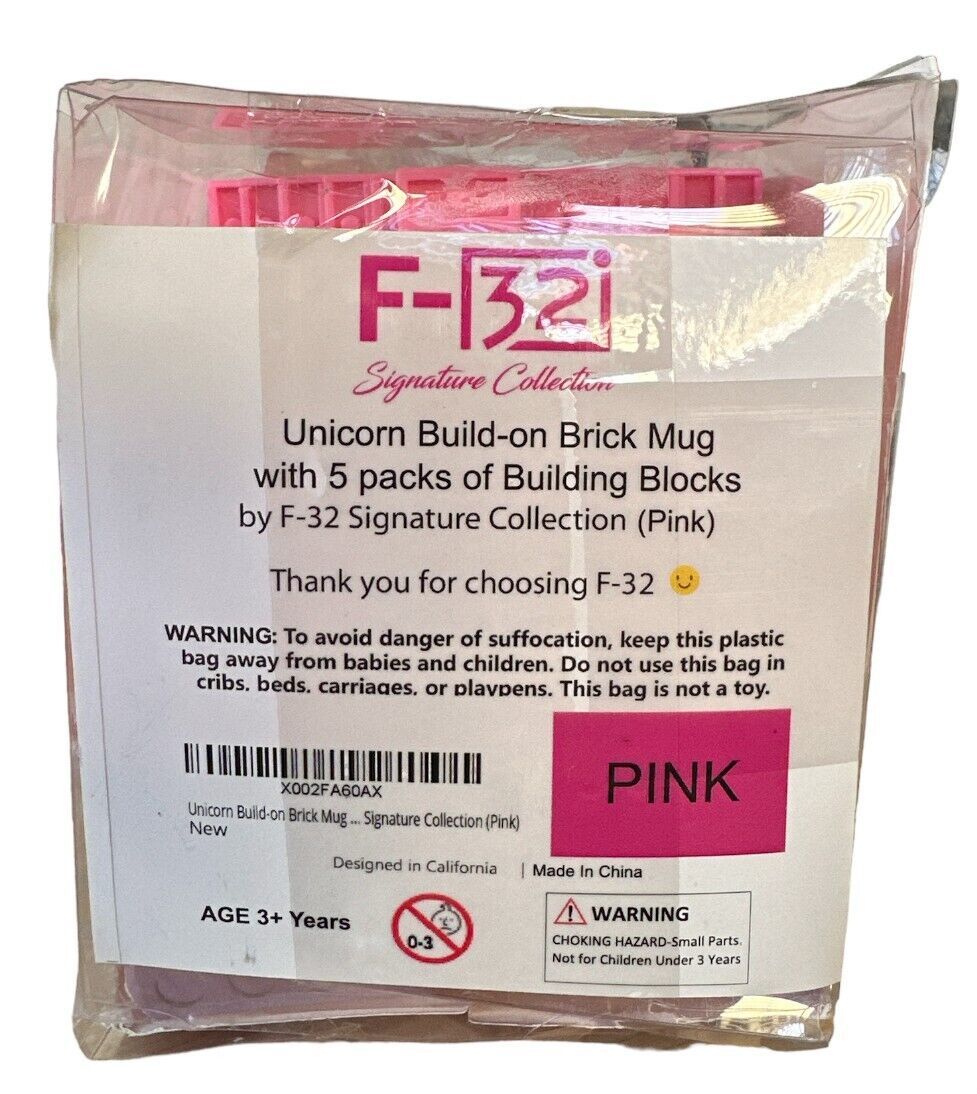 F-32
Signature Collection
Unicorn Build-on Brick Mug
with 5 packs of Building Blocks
by F-32 Signature Collection (Pink)
Thank you for choosing F-32
WARNING: To avoid danger of suffocation, keep this plastic
bag away from babies and children. Do not use this bag in
cribs, beds, carriages, or playpens. This bag is not a toy.
X002FA60AX
Unicorn Build-on Brick Mug ... Signature Collection (Pink)
New
PINK
Designed in California | Made In China
AGE 3+ Years
0-3
WARNING
CHOKING HAZARD-Small Parts.
Not for Children Under 3 Years